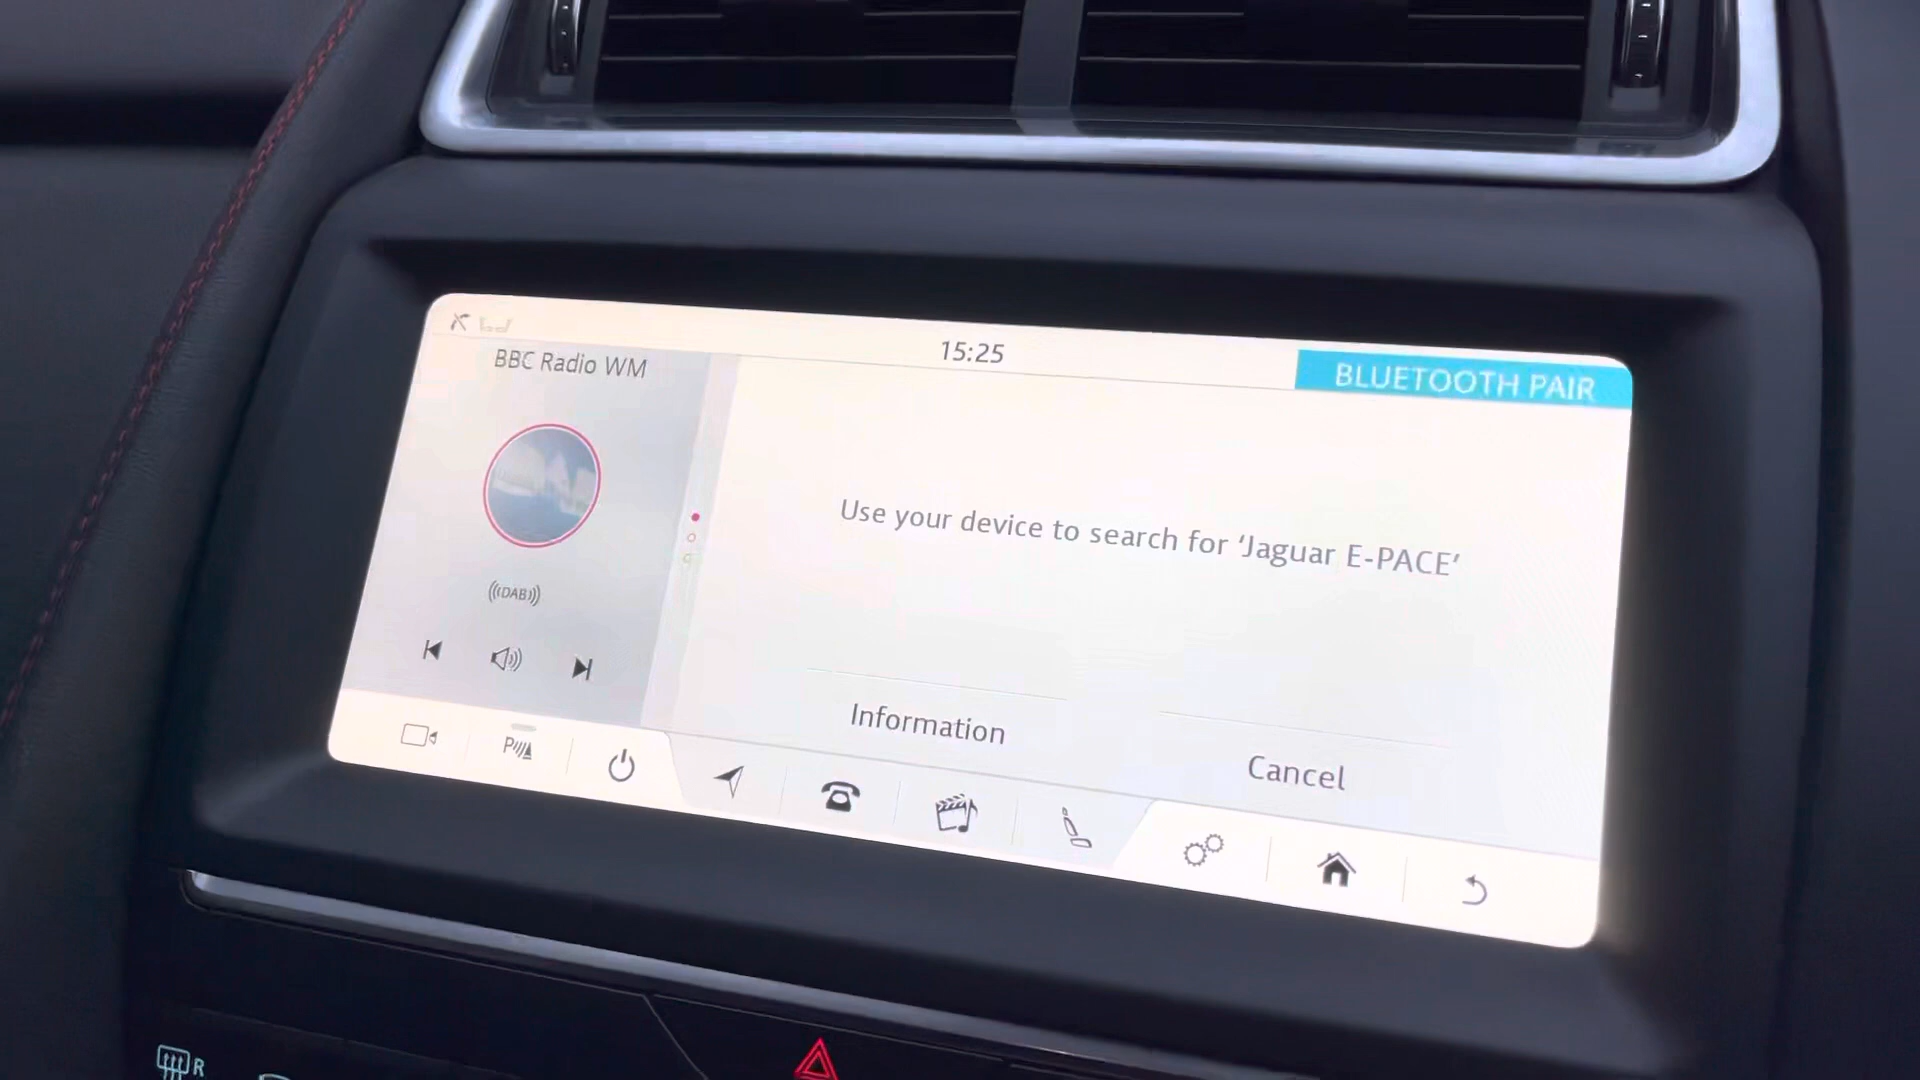 15:25
BLUETOOTH PAIR
BBC Radio WM
Use your device to search for ‘Jaguar E-PACE’
DAB
Information
Cancel
P
R